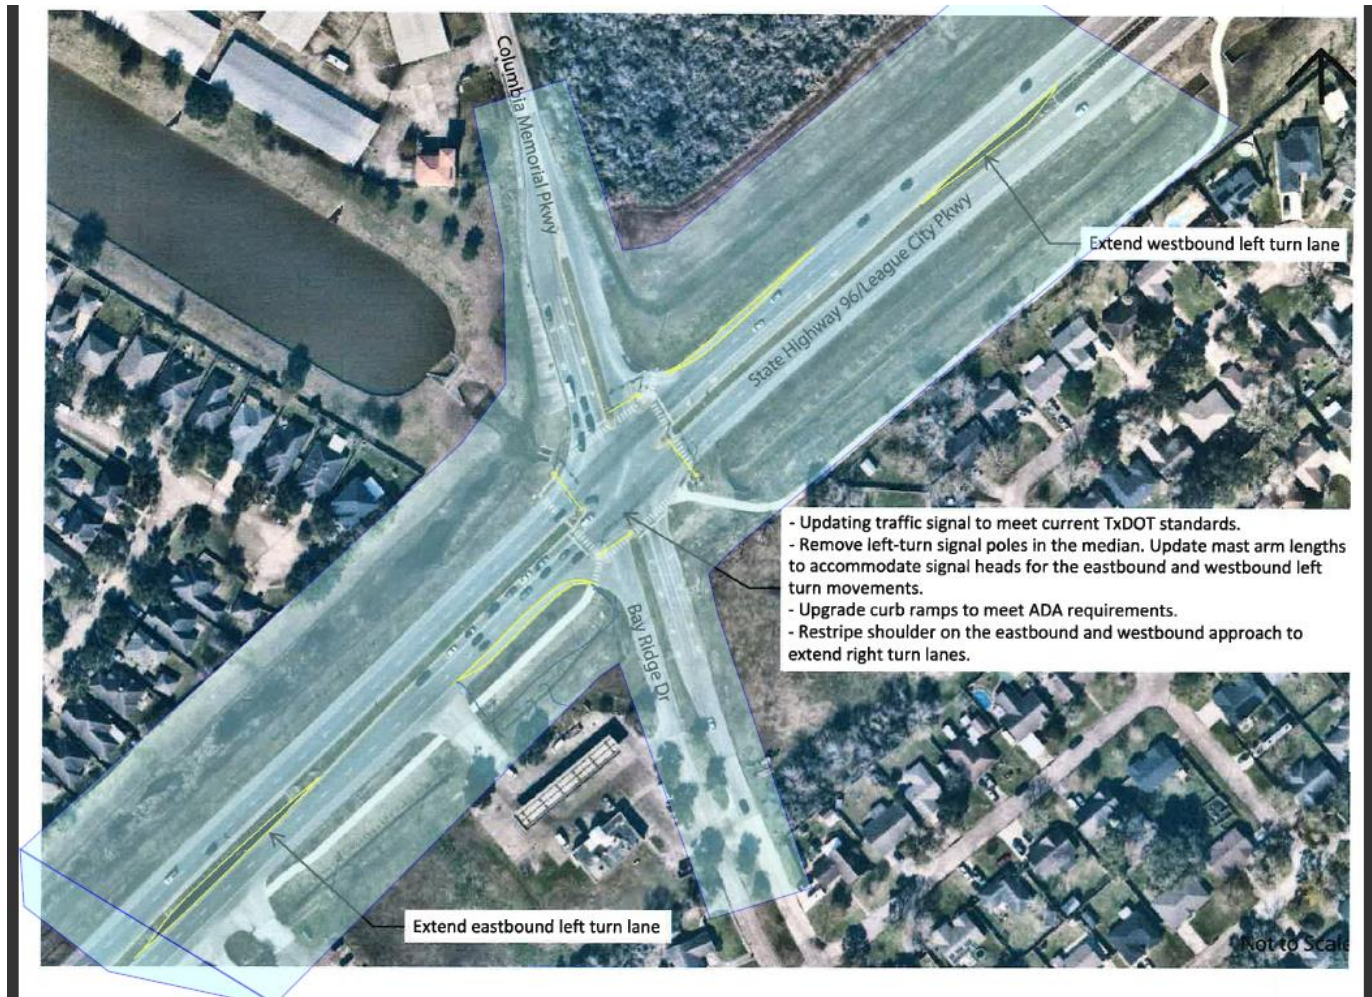 Columbia Memorial Pkwy
State Highway 96/League City Pkwy
Extend westbound left turn lane
- Updating traffic signal to meet current TxDOT standards.
- Remove left-turn signal poles in the median. Update mast arm lengths
to accommodate signal heads for the eastbound and westbound left
turn movements.
- Upgrade curb ramps to meet ADA requirements.
- Restripe shoulder on the eastbound and westbound approach to
extend right turn lanes.
Bay Ridge Dr
Extend eastbound left turn lane
Not to Scale